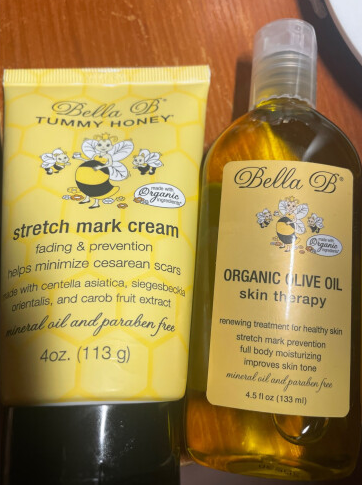 Bella B®
TUMMY HONEY®
made with
Organic
ingredients*
stretch mark cream
fading & prevention
helps minimize cesarean scars
made with centella asiatica, siegesbeckia
orientalis, and carob fruit extract
mineral oil and paraben free
4oz. (113 g)
Bella B®
made with
Organic
ingredients*
ORGANIC OLIVE OIL
skin therapy
renewing treatment for healthy skin
stretch mark prevention
full body moisturizing
improves skin tone
mineral oil and paraben free
4.5 fl oz (133 ml)